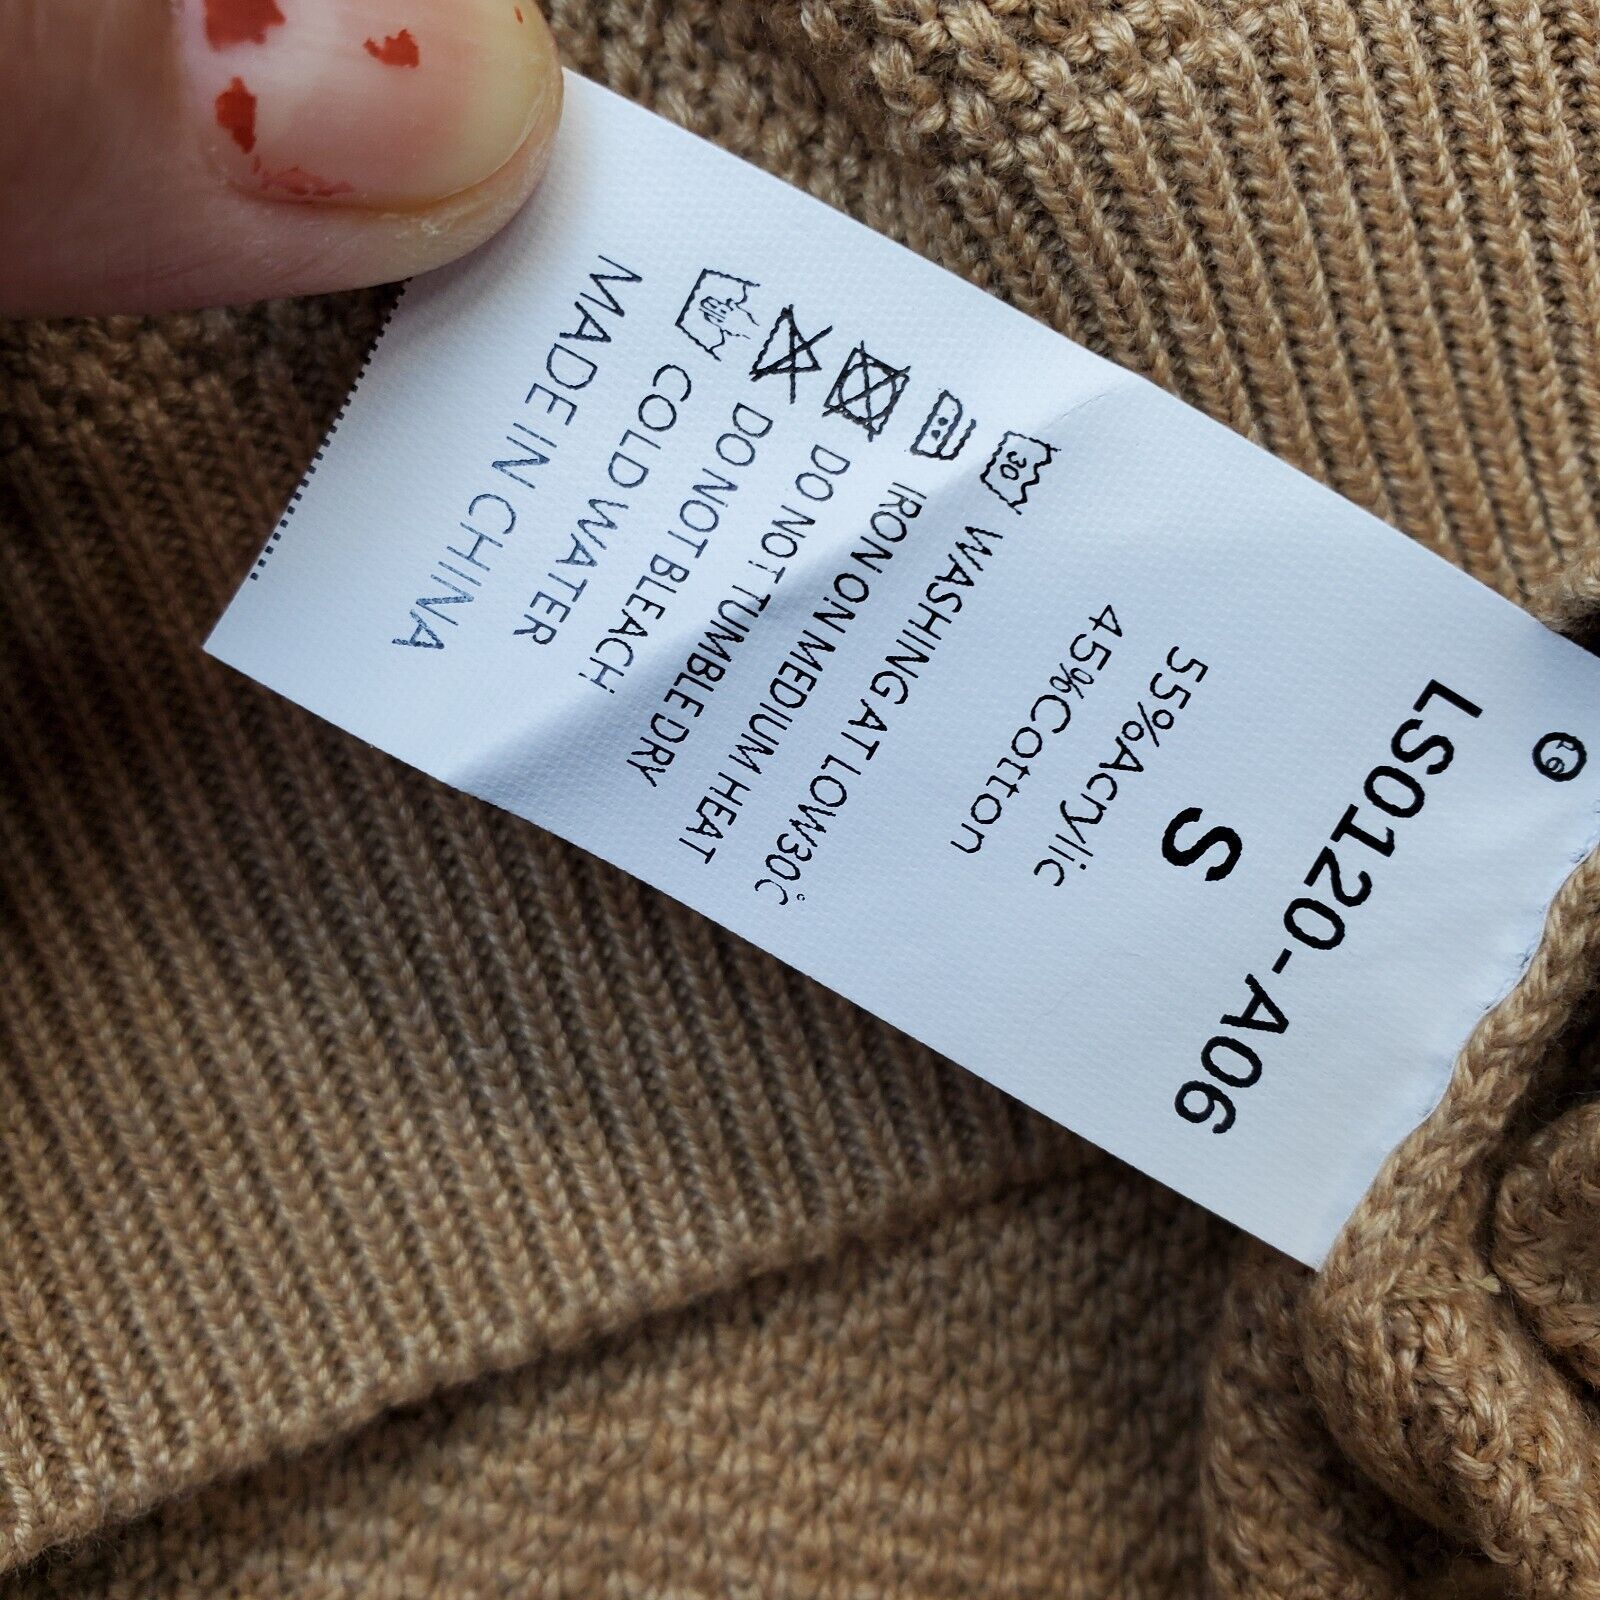 LS0120-A06
S
55%Acrylic
45%Cotton
30 WASHING AT LOW30℃
IRON ON MEDIUM HEAT
DO NOT TUMBLE DRY
DO NOT BLEACH
COLD WATER
MADE IN CHINA